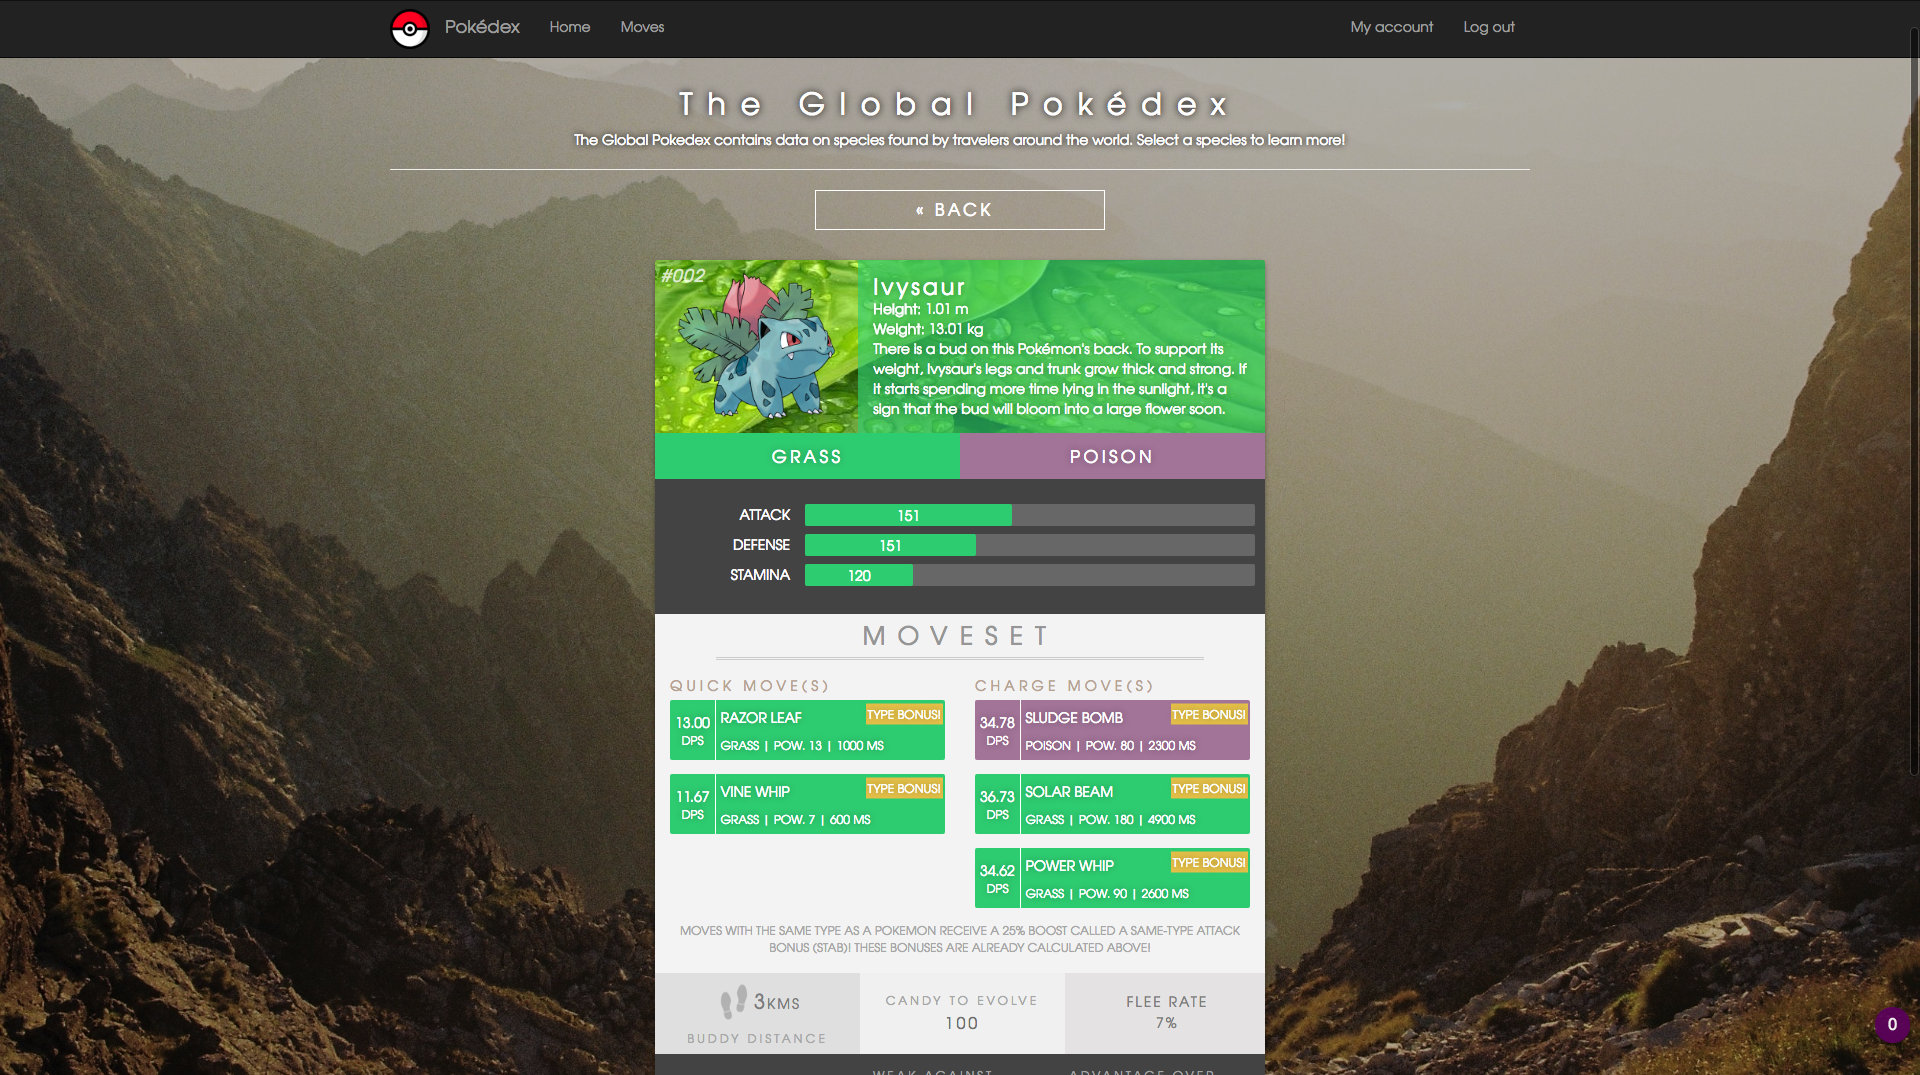 Pokédex
Home
Moves
My account
Log out
The Global Pokédex
The Global Pokedex contains data on species found by travelers around the world. Select a species to learn more!
« BACK
#002
Ivysaur
Height: 1.01 m
Weight: 13.01 kg
There is a bud on this Pokémon's back. To support its
weight, Ivysaur's legs and trunk grow thick and strong. If
it starts spending more time lying in the sunlight, it's a
sign that the bud will bloom into a large flower soon.
GRASS
POISON
ATTACK
151
DEFENSE
151
STAMINA
120
MOVESET
QUICK MOVE(S)
13.00
DPS
RAZOR LEAF
TYPE BONUS!
GRASS | POW. 13 | 1000 MS
11.67
DPS
VINE WHIP
TYPE BONUS!
GRASS | POW. 7 | 600 MS
CHARGE MOVE(S)
34.78
DPS
SLUDGE BOMB
TYPE BONUS!
POISON | POW. 80 | 2300 MS
36.73
DPS
SOLAR BEAM
TYPE BONUS!
GRASS | POW. 180 | 4900 MS
34.62
DPS
POWER WHIP
TYPE BONUS!
GRASS | POW. 90 | 2600 MS
MOVES WITH THE SAME TYPE AS A POKEMON RECEIVE A 25% BOOST CALLED A SAME-TYPE ATTACK
BONUS (STAB)! THESE BONUSES ARE ALREADY CALCULATED ABOVE!
3KMS
BUDDY DISTANCE
CANDY TO EVOLVE
100
FLEE RATE
7%
WEAK AGAINST
ADVANTAGE OVER
0